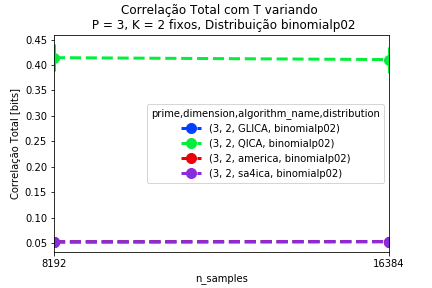 Correlação Total com T variando
P = 3, K = 2 fixos, Distribuição binomialp02
Correlação Total [bits]
0.45
0.40
0.35
0.30
0.25
0.20
0.15
0.10
0.05
prime,dimension,algorithm_name,distribution
(3, 2, GLICA, binomialp02)
(3, 2, QICA, binomialp02)
(3, 2, america, binomialp02)
(3, 2, sa4ica, binomialp02)
8192 16384
n_samples